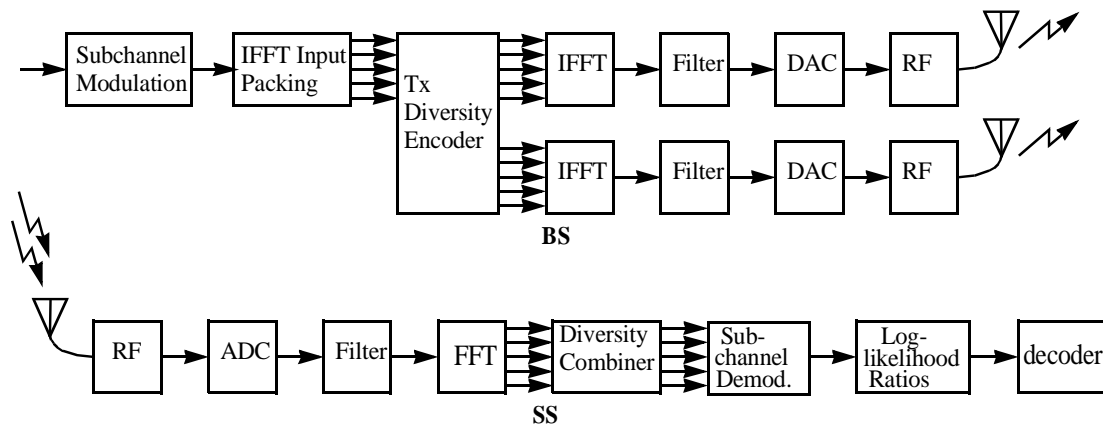 Subchannel
Modulation
IFFT Input
Packing
Tx
Diversity
Encoder
IFFT
Filter
DAC
RF
IFFT
Filter
DAC
RF
BS
RF
ADC
Filter
FFT
Diversity
Combiner
Sub-
channel
Demod.
Log-
likelihood
Ratios
decoder
SS